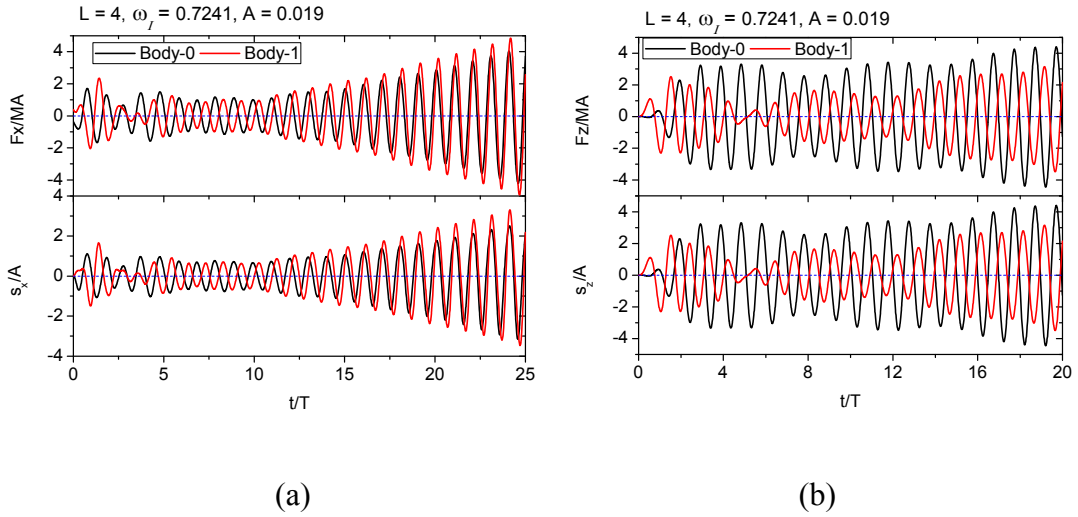 L = 4, ω_I = 0.7241, A = 0.019
Body-0 Body-1
Fx/MA
4
2
0
-2
4
s_x/A
2
0
-2
-4
0 5 10 15 20 25
t/T
(a)
L = 4, ω_I = 0.7241, A = 0.019
Body-0 Body-1
Fz/MA
4
2
0
-2
-4
s_z/A
4
2
0
-2
-4
0 4 8 12 16 20
t/T
(b)